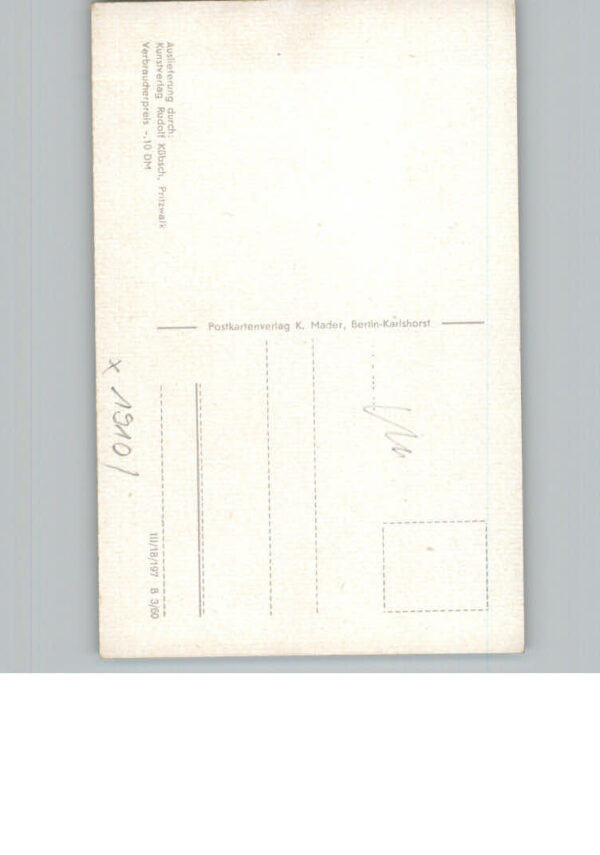 Auslieferung durch:
Kunstverlag Rudolf Kübsch, Pritzwalk
Verbraucherpreis -.10 DM
Postkartenverlag K. Mader, Berlin-Karlshorst
x 1910/
III/18/197 B 3/60